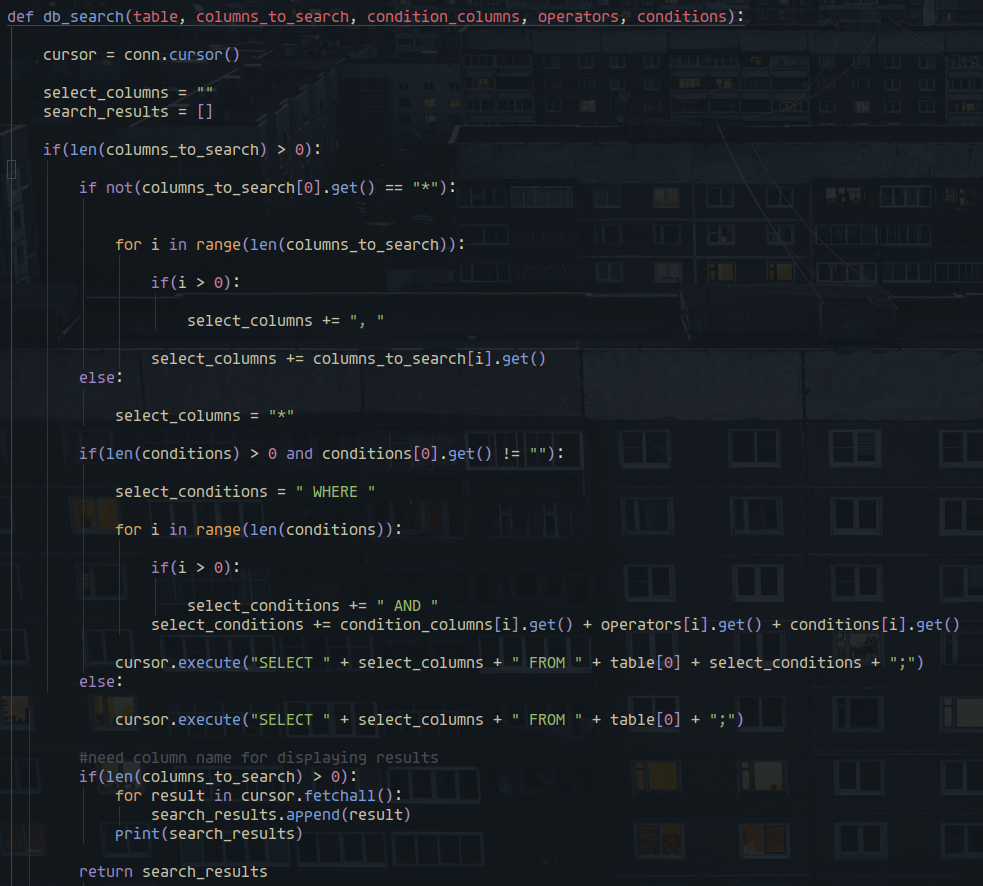 def db_search(table, columns_to_search, condition_columns, operators, conditions):
    cursor = conn.cursor()
    select_columns = ""
    search_results = []
    if(len(columns_to_search) > 0):
        if not(columns_to_search[0].get() == "*"):
            for i in range(len(columns_to_search)):
                if(i > 0):
                    select_columns += ", "
                select_columns += columns_to_search[i].get()
        else:
            select_columns = "*"
        if(len(conditions) > 0 and conditions[0].get() != ""):
            select_conditions = " WHERE "
            for i in range(len(conditions)):
                if(i > 0):
                    select_conditions += " AND "
                select_conditions += condition_columns[i].get() + operators[i].get() + conditions[i].get()
            cursor.execute("SELECT " + select_columns + " FROM " + table[0] + select_conditions + ";")
        else:
            cursor.execute("SELECT " + select_columns + " FROM " + table[0] + ";")
        #need column name for displaying results
        if(len(columns_to_search) > 0):
            for result in cursor.fetchall():
                search_results.append(result)
            print(search_results)
        return search_results